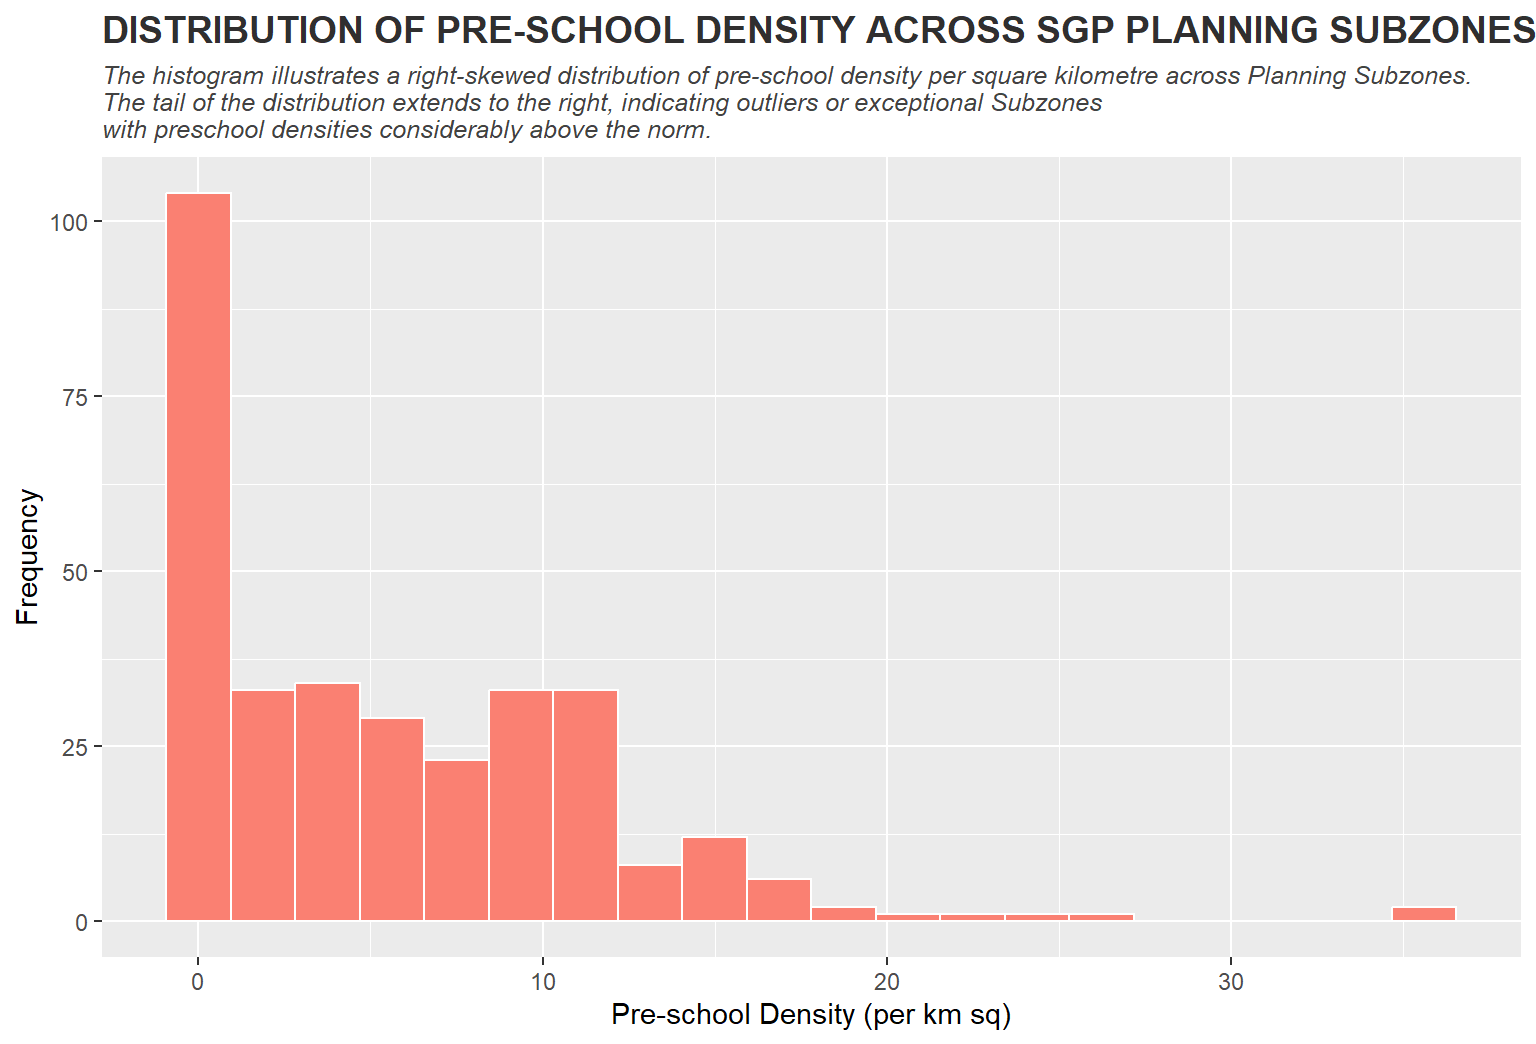 DISTRIBUTION OF PRE-SCHOOL DENSITY ACROSS SGP PLANNING SUBZONES
The histogram illustrates a right-skewed distribution of pre-school density per square kilometre across Planning Subzones.
The tail of the distribution extends to the right, indicating outliers or exceptional Subzones
with preschool densities considerably above the norm.
100
75
50
25
0
Frequency
0 10 20 30
Pre-school Density (per km sq)